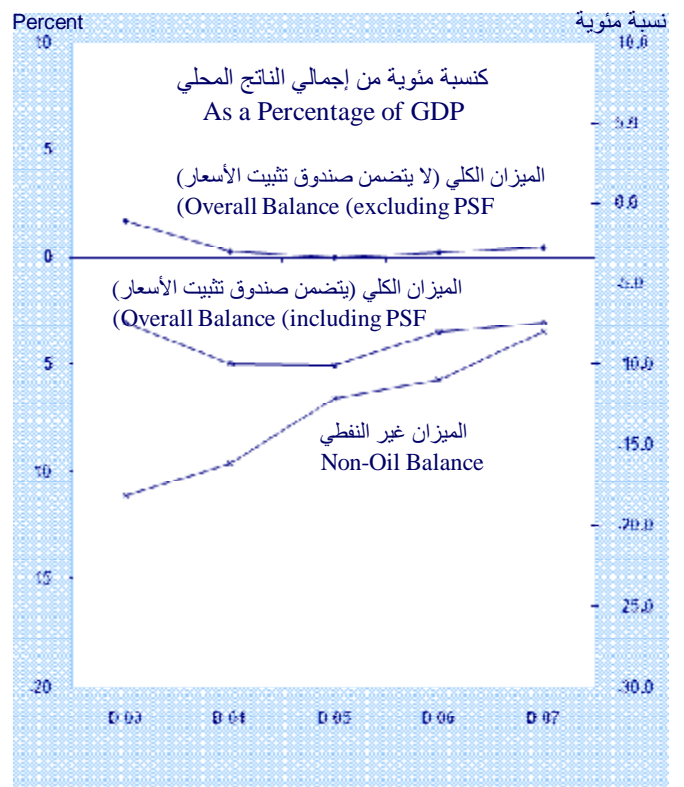 Percent
نسبة مئوية
كنسبة مئوية من إجمالي الناتج المحلي
As a Percentage of GDP
الميزان الكلي (لا يتضمن صندوق تثبيت الأسعار)
(Overall Balance (excluding PSF
الميزان الكلي (يتضمن صندوق تثبيت الأسعار)
(Overall Balance (including PSF
الميزان غير النفطي
Non-Oil Balance
10
5
0
5
10
15
-20
10.0
5.0
0.0
-5.0
10.0
-15.0
-20.0
25.0
-30.0
D 03 D 04 D 05 D 06 D 07